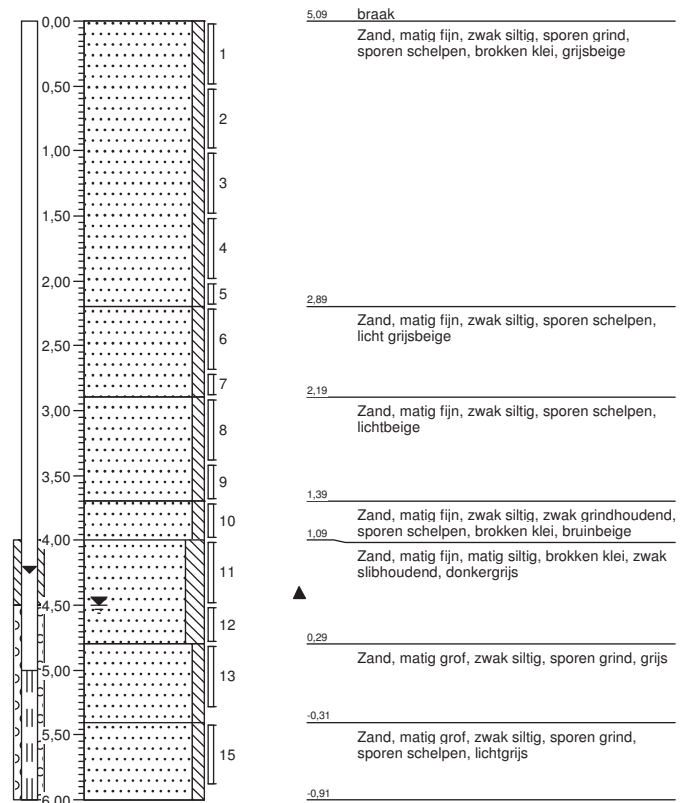 5,09 braak
0,00
Zand, matig fijn, zwak siltig, sporen grind,
sporen schelpen, brokken klei, grijsbeige
1
0,50
2
1,00
3
1,50
4
2,00
5
2,89
Zand, matig fijn, zwak siltig, sporen schelpen,
licht grijsbeige
6
2,50
7
2,19
Zand, matig fijn, zwak siltig, sporen schelpen,
lichtbeige
3,00
8
3,50
9
1,39
Zand, matig fijn, zwak siltig, zwak grindhoudend,
sporen schelpen, brokken klei, bruinbeige
10
4,00
1,09
Zand, matig fijn, matig siltig, brokken klei, zwak
slibhoudend, donkergrijs
11
4,50
12
0,29
Zand, matig grof, zwak siltig, sporen grind, grijs
5,00
13
-0,31
5,50
Zand, matig grof, zwak siltig, sporen grind,
sporen schelpen, lichtgrijs
15
6,00
-0,91